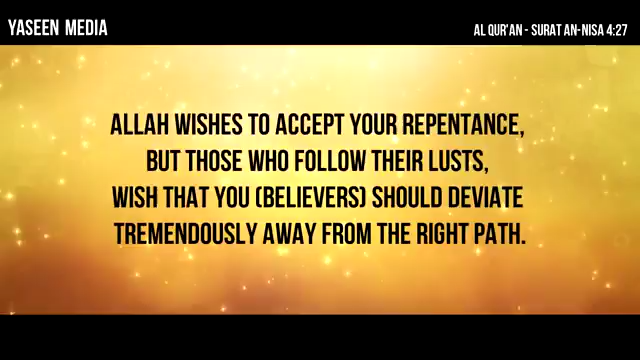 YASEEN MEDIA
AL QUR'AN - SURAT AN-NISA 4:27
ALLAH WISHES TO ACCEPT YOUR REPENTANCE,
BUT THOSE WHO FOLLOW THEIR LUSTS,
WISH THAT YOU (BELIEVERS) SHOULD DEVIATE
TREMENDOUSLY AWAY FROM THE RIGHT PATH.